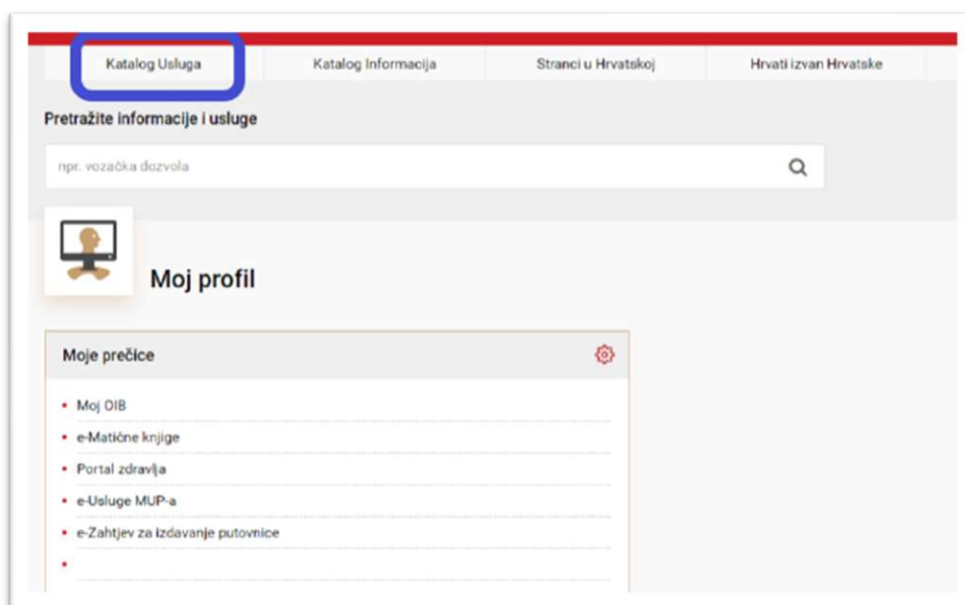 Katalog Usluga
Katalog Informacija
Stranci u Hrvatskoj
Hrvati izvan Hrvatske
Pretražite informacije i usluge
npr. vozačka dozvola
Moj profil
Moje prečice
Moj OIB
e-Matične knjige
Portal zdravlja
e-Usluge MUP-a
e-Zahtjev za izdavanje putovnice